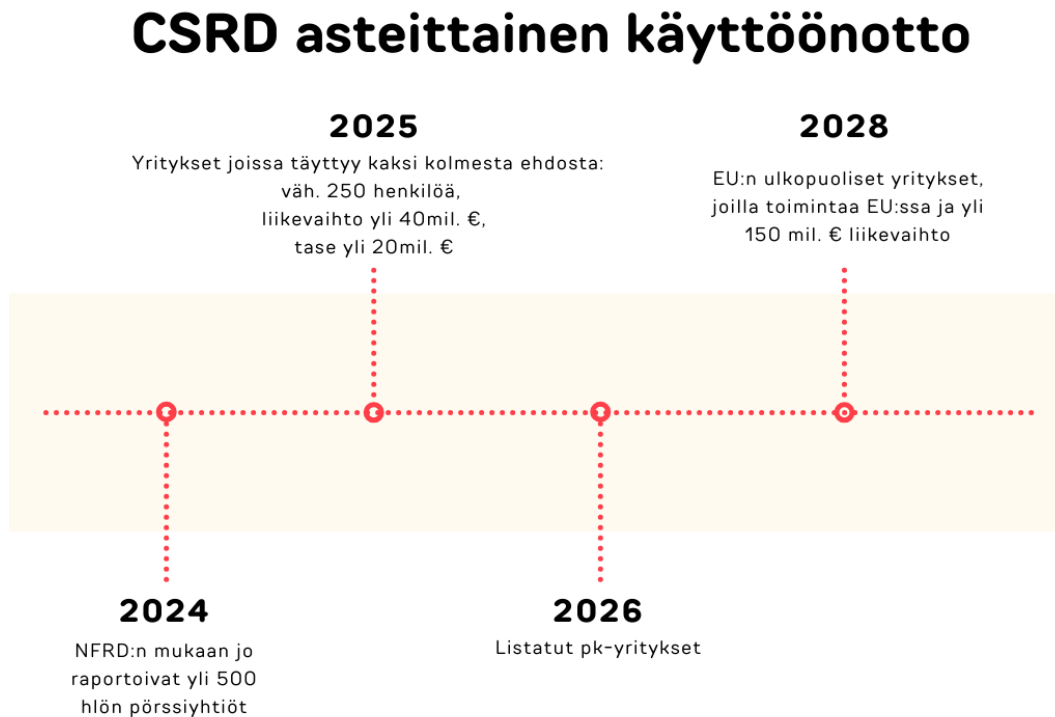 CSRD asteittainen käyttöönotto
2024
NFRD:n mukaan jo
raportoivat yli 500
hlön pörssiyhtiöt
2025
Yritykset joissa täyttyy kaksi kolmesta ehdosta:
väh. 250 henkilöä,
liikevaihto yli 40mil. €,
tase yli 20mil. €
2026
Listatut pk-yritykset
2028
EU:n ulkopuoliset yritykset,
joilla toimintaa EU:ssa ja yli
150 mil. € liikevaihto